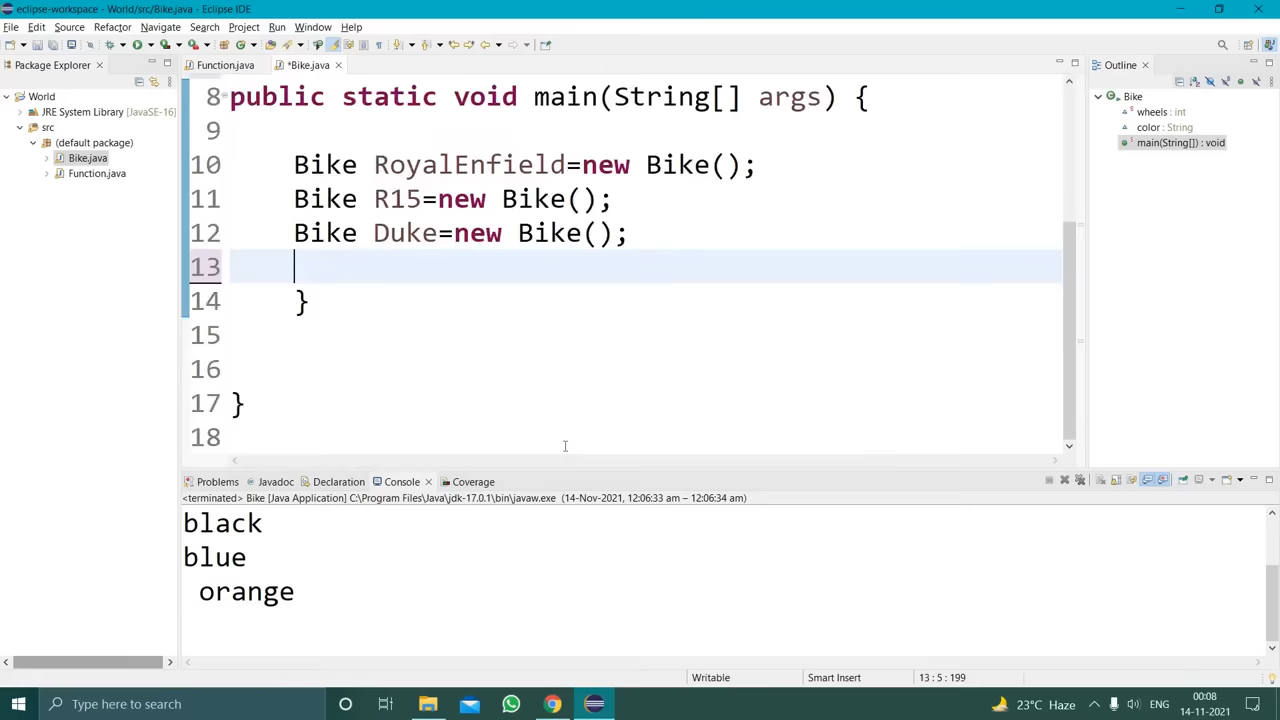 eclipse-workspace - World/src/Bike.java - Eclipse IDE
File Edit Source Refactor Navigate Search Project Run Window Help
Package Explorer
Function.java
*Bike.java
Outline
World
JRE System Library [JavaSE-16]
src
(default package)
Bike.java
Function.java
8 public static void main(String[] args) {
9
10 Bike RoyalEnfield=new Bike();
11 Bike R15=new Bike();
12 Bike Duke=new Bike();
13
14 }
15
16
17 }
18
Bike
wheels : int
color : String
main(String[]) : void
Problems Javadoc Declaration Console Coverage
<terminated> Bike [Java Application] C:\Program Files\Java\jdk-17.0.1\bin\javaw.exe (14-Nov-2021, 12:06:33 am – 12:06:34 am)
black
blue
orange
Writable Smart Insert 13 : 5 : 199
Type here to search
23°C Haze
ENG
00:08
14-11-2021